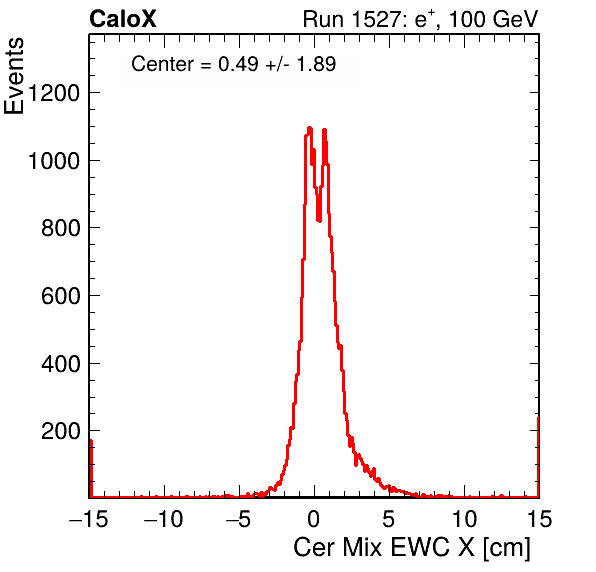 CaloX
Run 1527: e+, 100 GeV
Events
Center = 0.49 +/- 1.89
1200
1000
800
600
400
200
−15 −10 −5 0 5 10 15
Cer Mix EWC X [cm]